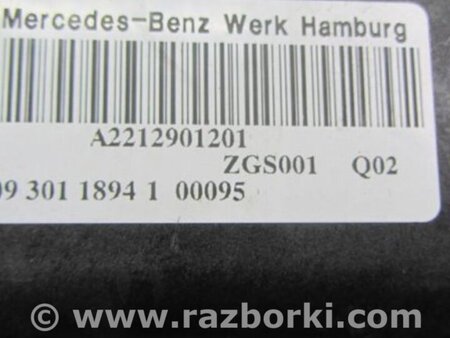 Mercedes-Benz Werk Hamburg
A2212901201
ZGS001 Q02
09 301 1894 1 00095
© www.razborki.com